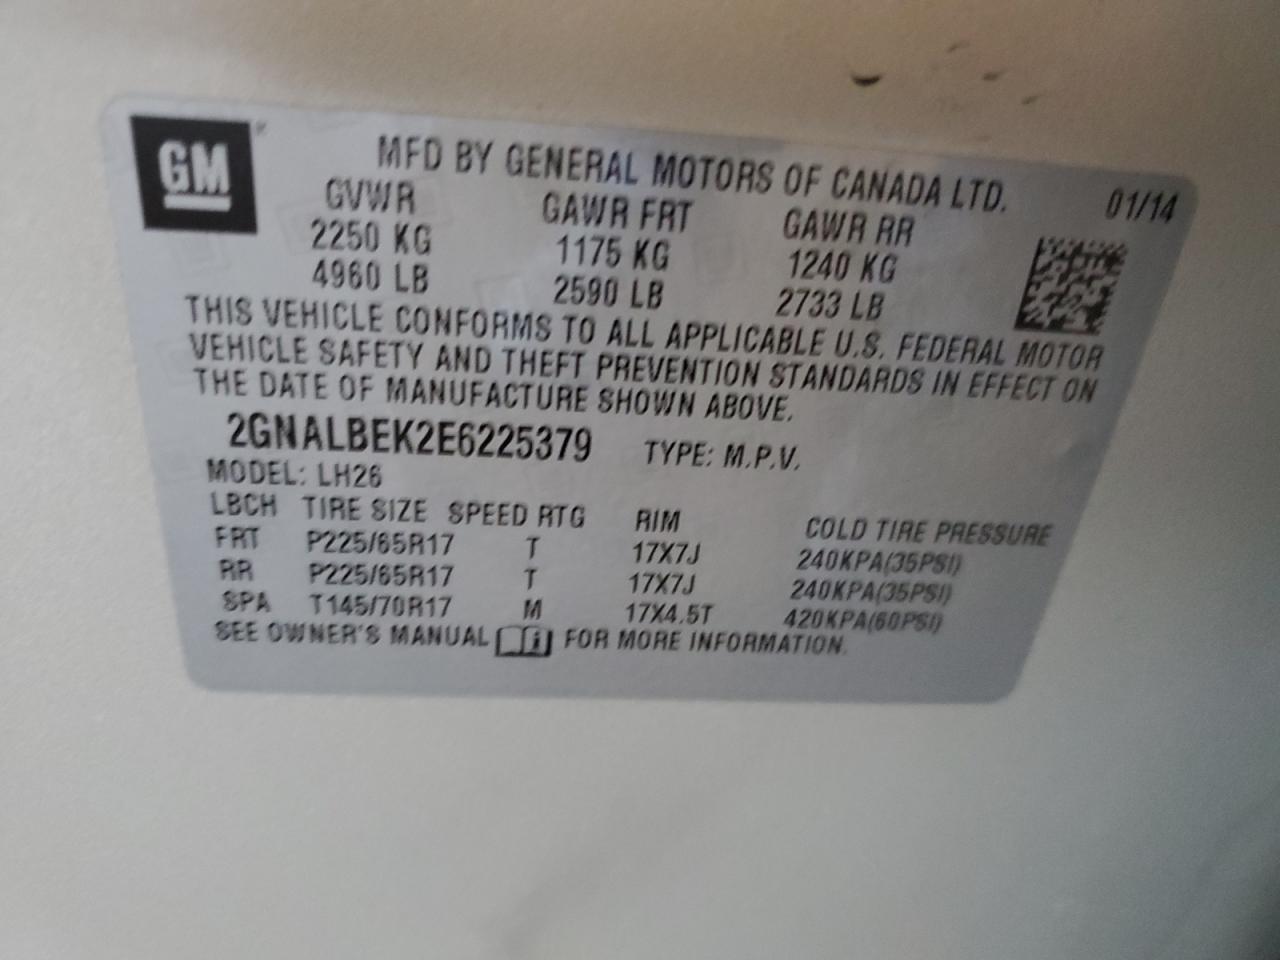 GM
MFD BY GENERAL MOTORS OF CANADA LTD.
01/14
GVWR GAWR FRT GAWR RR
2250 KG 1175 KG 1240 KG
4960 LB 2590 LB 2733 LB
THIS VEHICLE CONFORMS TO ALL APPLICABLE U.S. FEDERAL MOTOR
VEHICLE SAFETY AND THEFT PREVENTION STANDARDS IN EFFECT ON
THE DATE OF MANUFACTURE SHOWN ABOVE.
2GNALBEK2E6225379 TYPE: M.P.V.
MODEL: LH26
LBCH TIRE SIZE SPEED RTG RIM COLD TIRE PRESSURE
FRT P225/65R17 T 17X7J 240KPA(35PSI)
RR P225/65R17 T 17X7J 240KPA(35PSI)
SPA T145/70R17 M 17X4.5T 420KPA(60PSI)
SEE OWNER'S MANUAL FOR MORE INFORMATION.